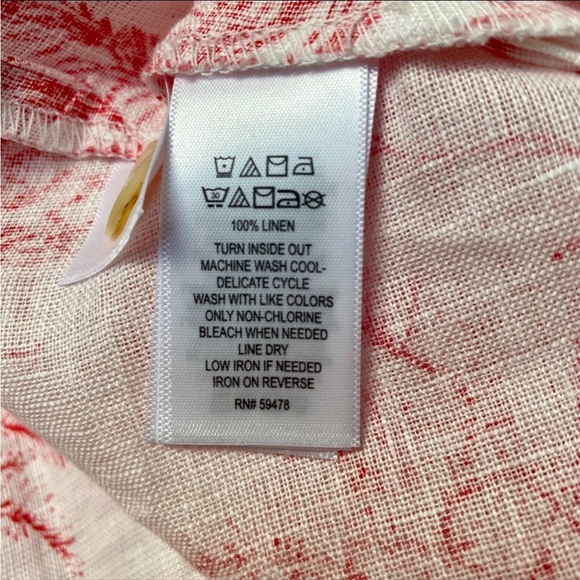 30
100% LINEN
TURN INSIDE OUT
MACHINE WASH COOL-
DELICATE CYCLE
WASH WITH LIKE COLORS
ONLY NON-CHLORINE
BLEACH WHEN NEEDED
LINE DRY
LOW IRON IF NEEDED
IRON ON REVERSE
RN# 59478